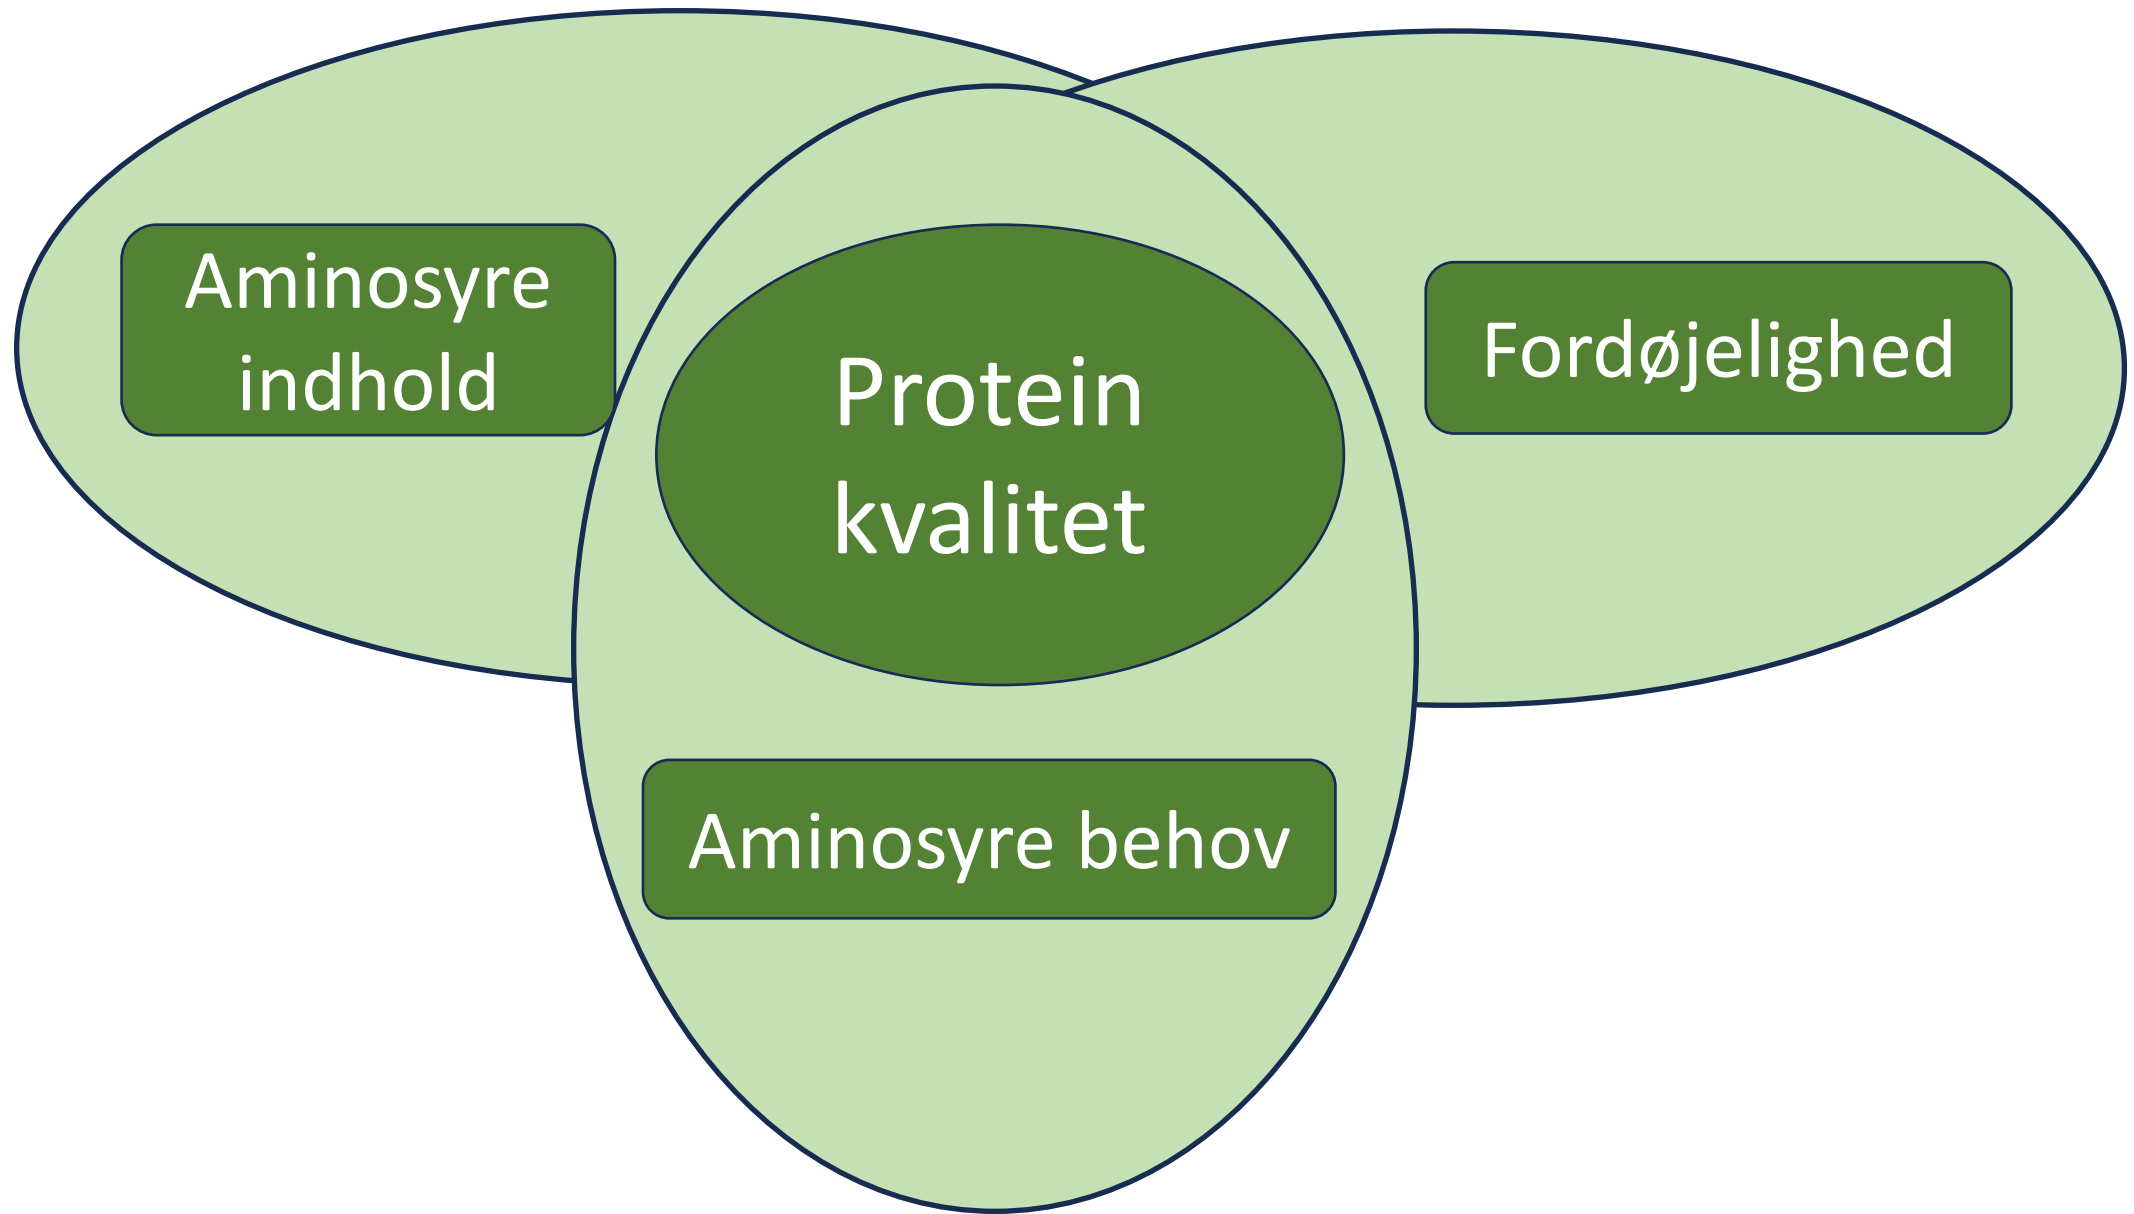 Aminosyre
indhold
Protein
kvalitet
Fordøjelighed
Aminosyre behov